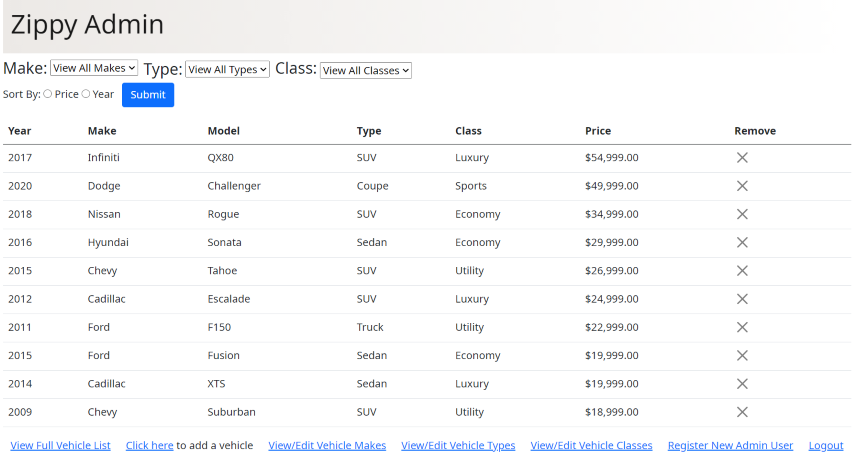 Zippy Admin
Make: View All Makes Type: View All Types Class: View All Classes
Sort By: Price Year Submit
Year Make Model Type Class Price Remove
2017 Infiniti QX80 SUV Luxury $54,999.00
2020 Dodge Challenger Coupe Sports $49,999.00
2018 Nissan Rogue SUV Economy $34,999.00
2016 Hyundai Sonata Sedan Economy $29,999.00
2015 Chevy Tahoe SUV Utility $26,999.00
2012 Cadillac Escalade SUV Luxury $24,999.00
2011 Ford F150 Truck Utility $22,999.00
2015 Ford Fusion Sedan Economy $19,999.00
2014 Cadillac XTS Sedan Luxury $19,999.00
2009 Chevy Suburban SUV Utility $18,999.00
View Full Vehicle List Click here to add a vehicle View/Edit Vehicle Makes View/Edit Vehicle Types View/Edit Vehicle Classes Register New Admin User Logout